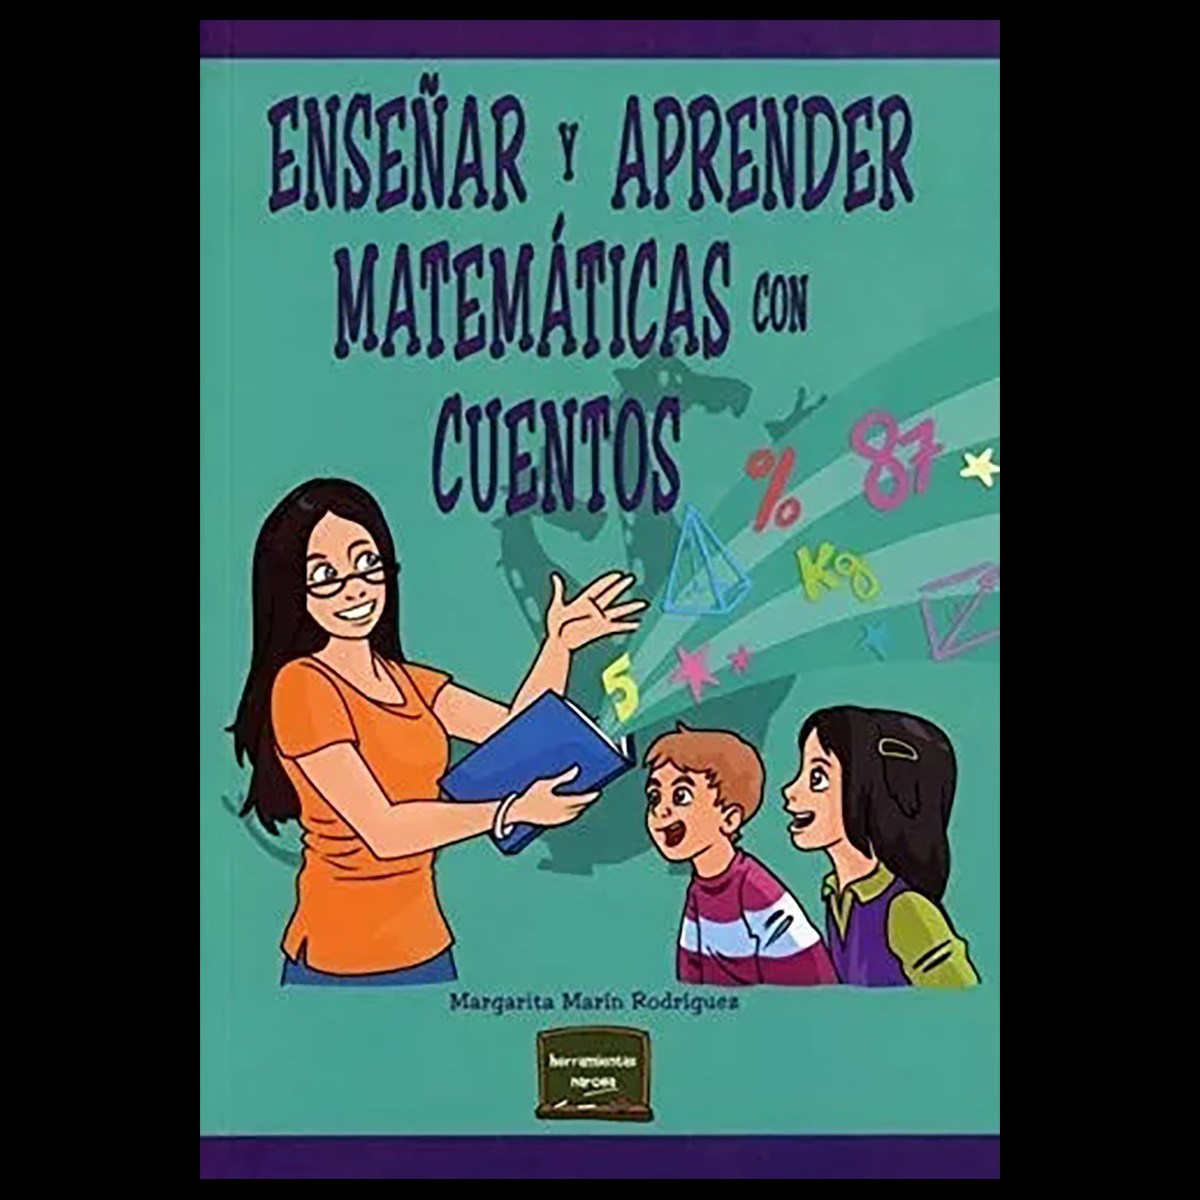 ENSEÑAR Y APRENDER
MATEMÁTICAS CON
CUENTOS
% 87
Kg
5
Margarita Marín Rodríguez
herramientas
narcea